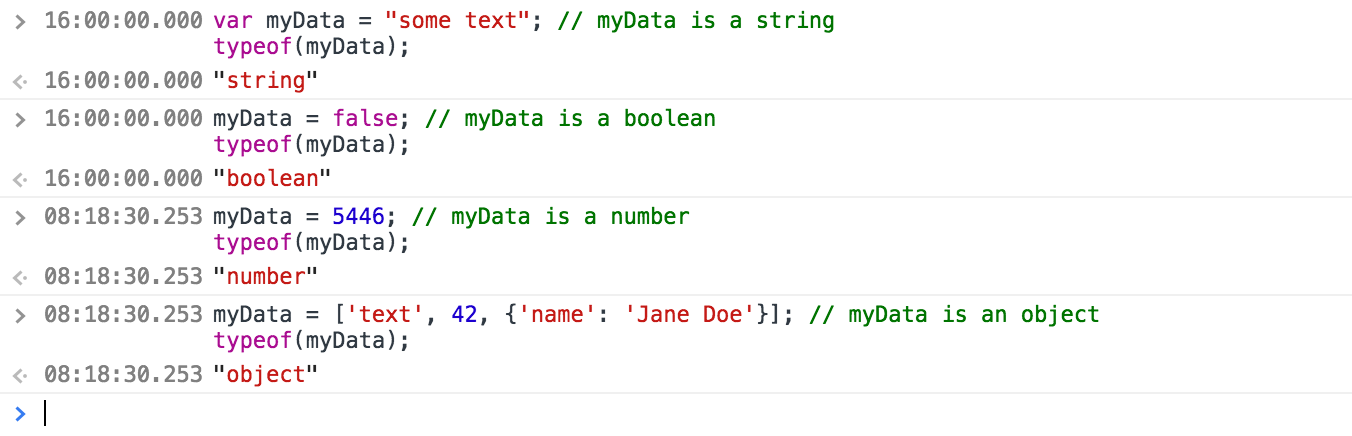 > 16:00:00.000 var myData = "some text"; // myData is a string
typeof(myData);
<· 16:00:00.000 "string"
> 16:00:00.000 myData = false; // myData is a boolean
typeof(myData);
<· 16:00:00.000 "boolean"
> 08:18:30.253 myData = 5446; // myData is a number
typeof(myData);
<· 08:18:30.253 "number"
> 08:18:30.253 myData = ['text', 42, {'name': 'Jane Doe'}]; // myData is an object
typeof(myData);
<· 08:18:30.253 "object"
>